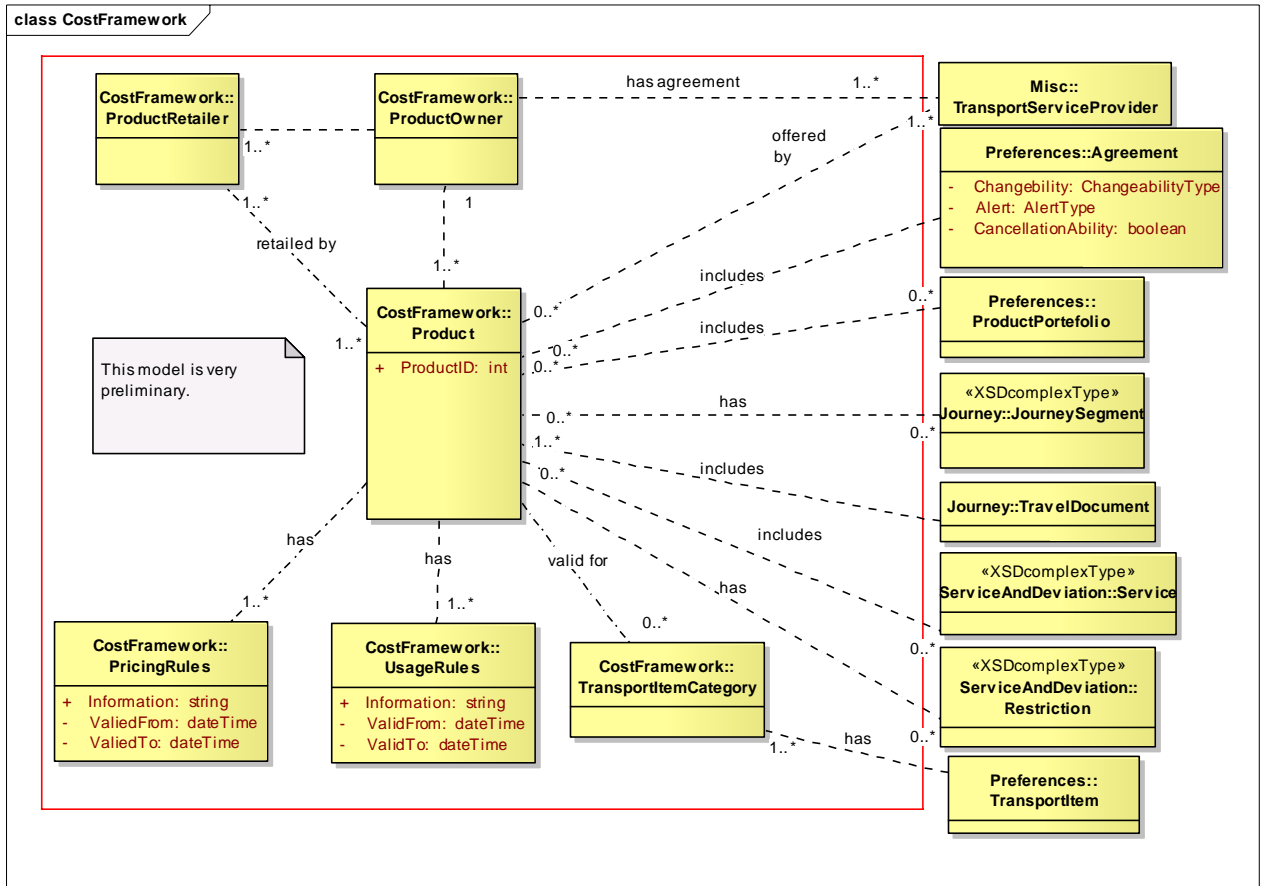 class CostFramework
CostFramework::
ProductRetailer
CostFramework::
ProductOwner
has agreement
1..*
Misc::
TransportServiceProvider
1..*
1..*
offered
by
Preferences::Agreement
- Changebility: ChangeabilityType
- Alert: AlertType
- CancellationAbility: boolean
1..*
1
retailed by
1..*
includes
CostFramework::
Product
+ ProductID: int
0..*
includes
0..*
Preferences::
ProductPortefolio
1..*
0..*
0..*
This model is very
preliminary.
has
0..*
«XSDcomplexType»
Journey::JourneySegment
0..*
1..*
includes
0..*
Journey::TravelDocument
has
has
valid for
includes
has
«XSDcomplexType»
ServiceAndDeviation::Service
1..*
1..*
0..*
0..*
CostFramework::
PricingRules
+ Information: string
- ValiedFrom: dateTime
- ValiedTo: dateTime
CostFramework::
UsageRules
+ Information: string
- ValidFrom: dateTime
- ValidTo: dateTime
CostFramework::
TransportItemCategory
«XSDcomplexType»
ServiceAndDeviation::
Restriction
0..*
1..*
has
Preferences::
TransportItem